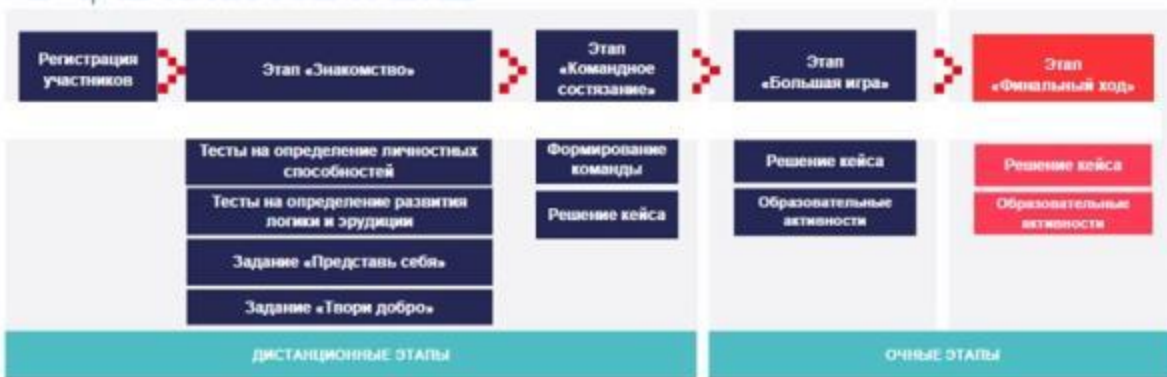 Регистрация
участников
Этап «Знакомство»
Этап
«Командное
состязание»
Этап
«Большая игра»
Этап
«Финальный ход»
Тесты на определение личностных
способностей
Тесты на определение развития
логики и эрудиции
Задание «Представь себя»
Задание «Твори добро»
Формирование
команды
Решение кейса
Решение кейса
Образовательные
активности
Решение кейса
Образовательные
активности
ДИСТАНЦИОННЫЕ ЭТАПЫ
ОЧНЫЕ ЭТАПЫ